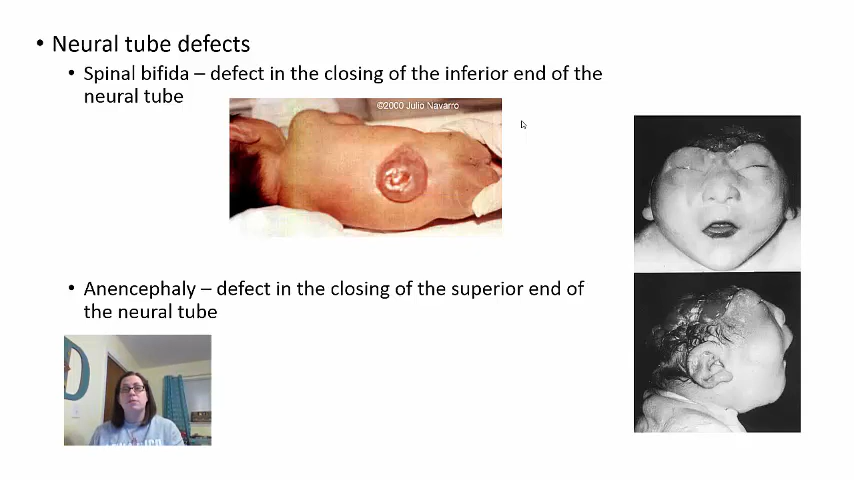 • Neural tube defects
• Spinal bifida – defect in the closing of the inferior end of the
neural tube
©2000 Julio Navarro
• Anencephaly – defect in the closing of the superior end of
the neural tube